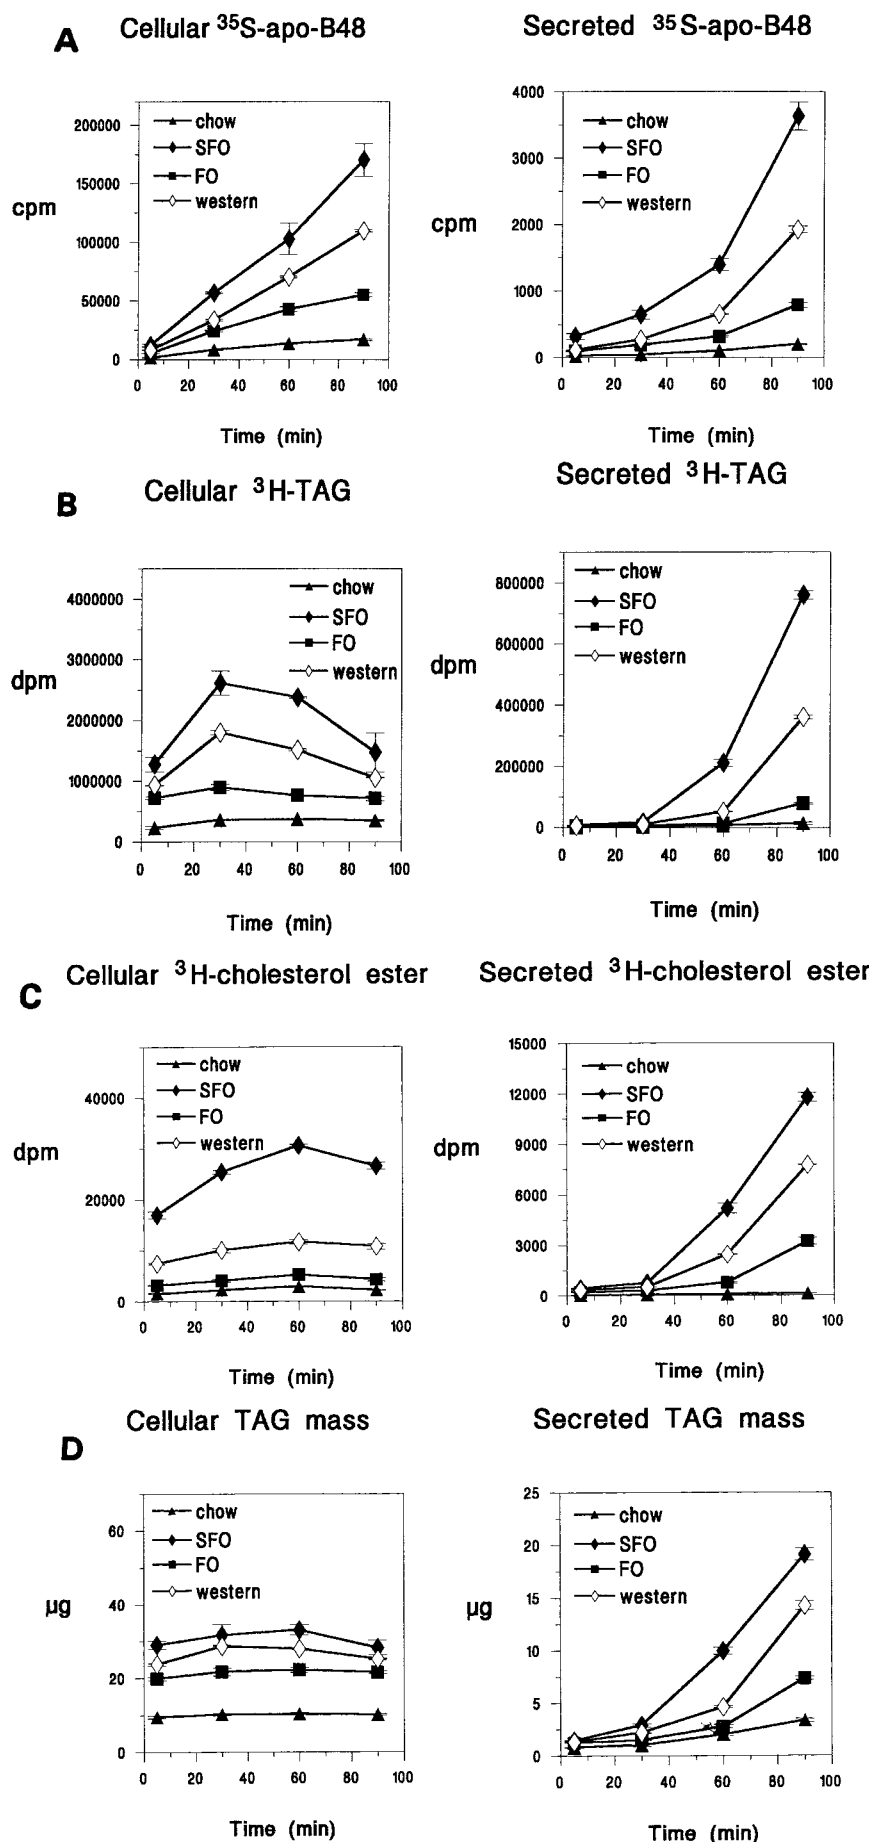 A
Cellular ³⁵S-apo-B48
Secreted ³⁵S-apo-B48
200000
150000
cpm
100000
50000
0
chow
SFO
FO
western
0 20 40 60 80 100
Time (min)
4000
3000
cpm
2000
1000
0
chow
SFO
FO
western
0 20 40 60 80 100
Time (min)
B
Cellular ³H-TAG
Secreted ³H-TAG
4000000
3000000
dpm
2000000
1000000
0
chow
SFO
FO
western
0 20 40 60 80 100
Time (min)
800000
600000
dpm
400000
200000
0
chow
SFO
FO
western
0 20 40 60 80 100
Time (min)
C
Cellular ³H-cholesterol ester
Secreted ³H-cholesterol ester
40000
dpm
20000
0
chow
SFO
FO
western
0 20 40 60 80 100
Time (min)
15000
12000
9000
dpm
6000
3000
0
chow
SFO
FO
western
0 20 40 60 80 100
Time (min)
D
Cellular TAG mass
Secreted TAG mass
60
40
µg
20
0
chow
SFO
FO
western
0 20 40 60 80 100
Time (min)
25
20
15
µg
10
5
0
chow
SFO
FO
western
0 20 40 60 80 100
Time (min)